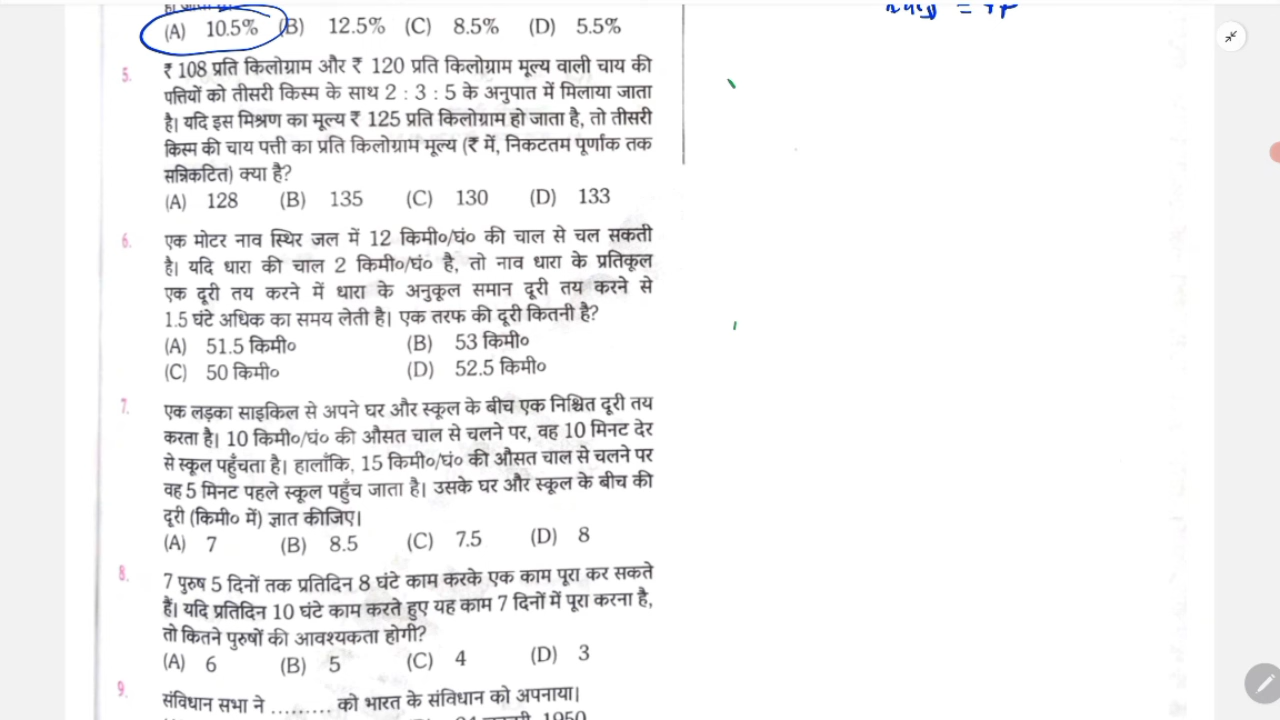 (A) 10.5% (B) 12.5% (C) 8.5% (D) 5.5%
5. ₹ 108 प्रति किलोग्राम और ₹ 120 प्रति किलोग्राम मूल्य वाली चाय की
पत्तियों को तीसरी किस्म के साथ 2 : 3 : 5 के अनुपात में मिलाया जाता
है। यदि इस मिश्रण का मूल्य ₹ 125 प्रति किलोग्राम हो जाता है, तो तीसरी
किस्म की चाय पत्ती का प्रति किलोग्राम मूल्य (₹ में, निकटतम पूर्णांक तक
सन्निकटित) क्या है?
(A) 128 (B) 135 (C) 130 (D) 133
6. एक मोटर नाव स्थिर जल में 12 किमी०/घं० की चाल से चल सकती
है। यदि धारा की चाल 2 किमी०/घं० है, तो नाव धारा के प्रतिकूल
एक दूरी तय करने में धारा के अनुकूल समान दूरी तय करने से
1.5 घंटे अधिक का समय लेती है। एक तरफ की दूरी कितनी है?
(A) 51.5 किमी० (B) 53 किमी०
(C) 50 किमी० (D) 52.5 किमी०
7. एक लड़का साइकिल से अपने घर और स्कूल के बीच एक निश्चित दूरी तय
करता है। 10 किमी०/घं० की औसत चाल से चलने पर, वह 10 मिनट देर
से स्कूल पहुँचता है। हालाँकि, 15 किमी०/घं० की औसत चाल से चलने पर
वह 5 मिनट पहले स्कूल पहुँच जाता है। उसके घर और स्कूल के बीच की
दूरी (किमी० में) ज्ञात कीजिए।
(A) 7 (B) 8.5 (C) 7.5 (D) 8
8. 7 पुरुष 5 दिनों तक प्रतिदिन 8 घंटे काम करके एक काम पूरा कर सकते
हैं। यदि प्रतिदिन 10 घंटे काम करते हुए यह काम 7 दिनों में पूरा करना है,
तो कितने पुरुषों की आवश्यकता होगी?
(A) 6 (B) 5 (C) 4 (D) 3
9. संविधान सभा ने ......... को भारत के संविधान को अपनाया।